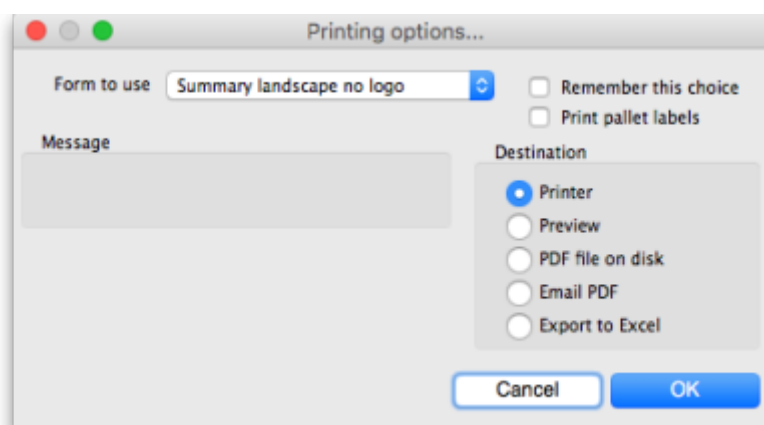 Printing options...
Form to use Summary landscape no logo
Remember this choice
Print pallet labels
Message
Destination
Printer
Preview
PDF file on disk
Email PDF
Export to Excel
Cancel OK